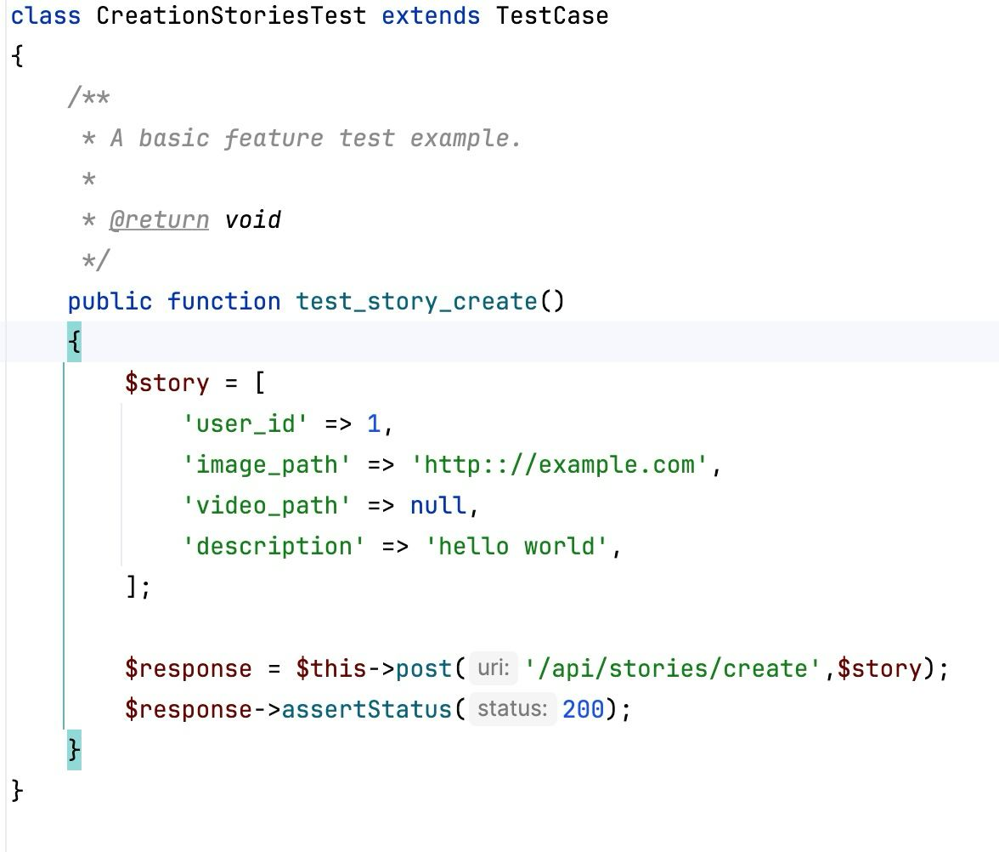 class CreationStoriesTest extends TestCase
{
/**
* A basic feature test example.
*
* @return void
*/
public function test_story_create()
{
$story = [
'user_id' => 1,
'image_path' => 'http:://example.com',
'video_path' => null,
'description' => 'hello world',
];
$response = $this->post( uri: '/api/stories/create',$story);
$response->assertStatus( status: 200);
}
}